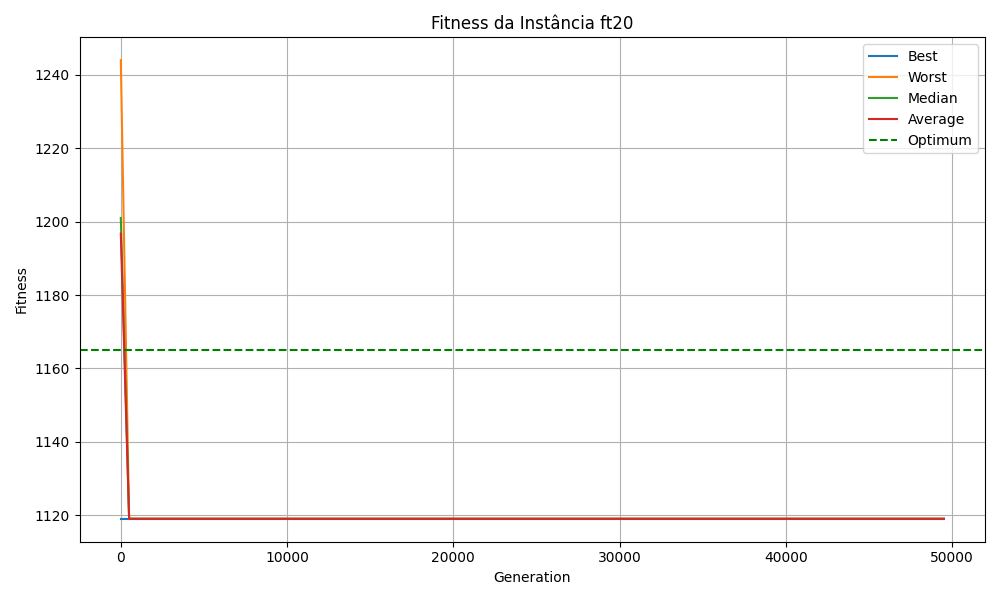 Fitness da Instância ft20
Fitness
1240
1220
1200
1180
1160
1140
1120
0
10000
20000
30000
40000
50000
Generation
Best
Worst
Median
Average
Optimum